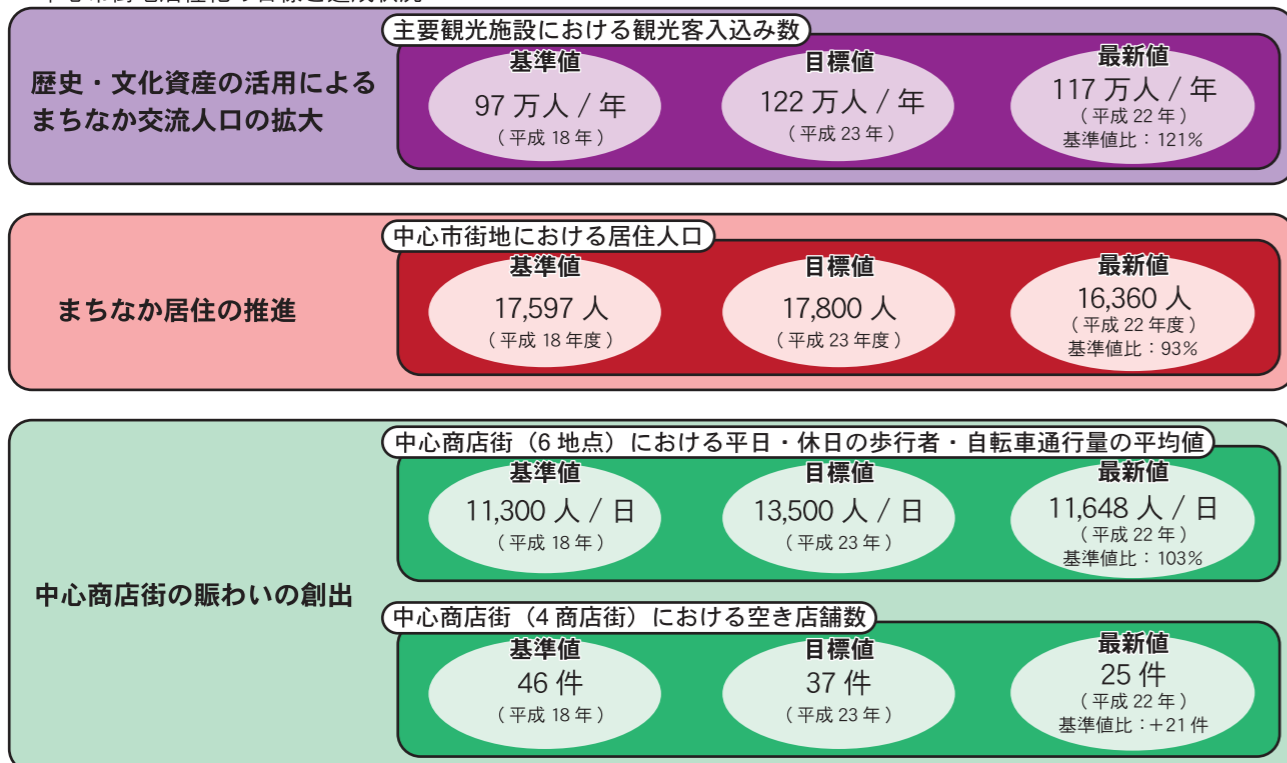 主要観光施設における観光客入込み数
歴史・文化資産の活用による
まちなか交流人口の拡大
基準値
97 万人 / 年
( 平成 18 年 )
目標値
122 万人 / 年
( 平成 23 年 )
最新値
117 万人 / 年
( 平成 22 年 )
基準値比：121%
中心市街地における居住人口
まちなか居住の推進
基準値
17,597 人
( 平成 18 年度 )
目標値
17,800 人
( 平成 23 年度 )
最新値
16,360 人
( 平成 22 年度 )
基準値比：93%
中心商店街の賑わいの創出
中心商店街（6 地点）における平日・休日の歩行者・自転車通行量の平均値
基準値
11,300 人 / 日
( 平成 18 年 )
目標値
13,500 人 / 日
( 平成 23 年 )
最新値
11,648 人 / 日
( 平成 22 年 )
基準値比：103%
中心商店街（4 商店街）における空き店舗数
基準値
46 件
( 平成 18 年 )
目標値
37 件
( 平成 23 年 )
最新値
25 件
( 平成 22 年 )
基準値比：+21 件